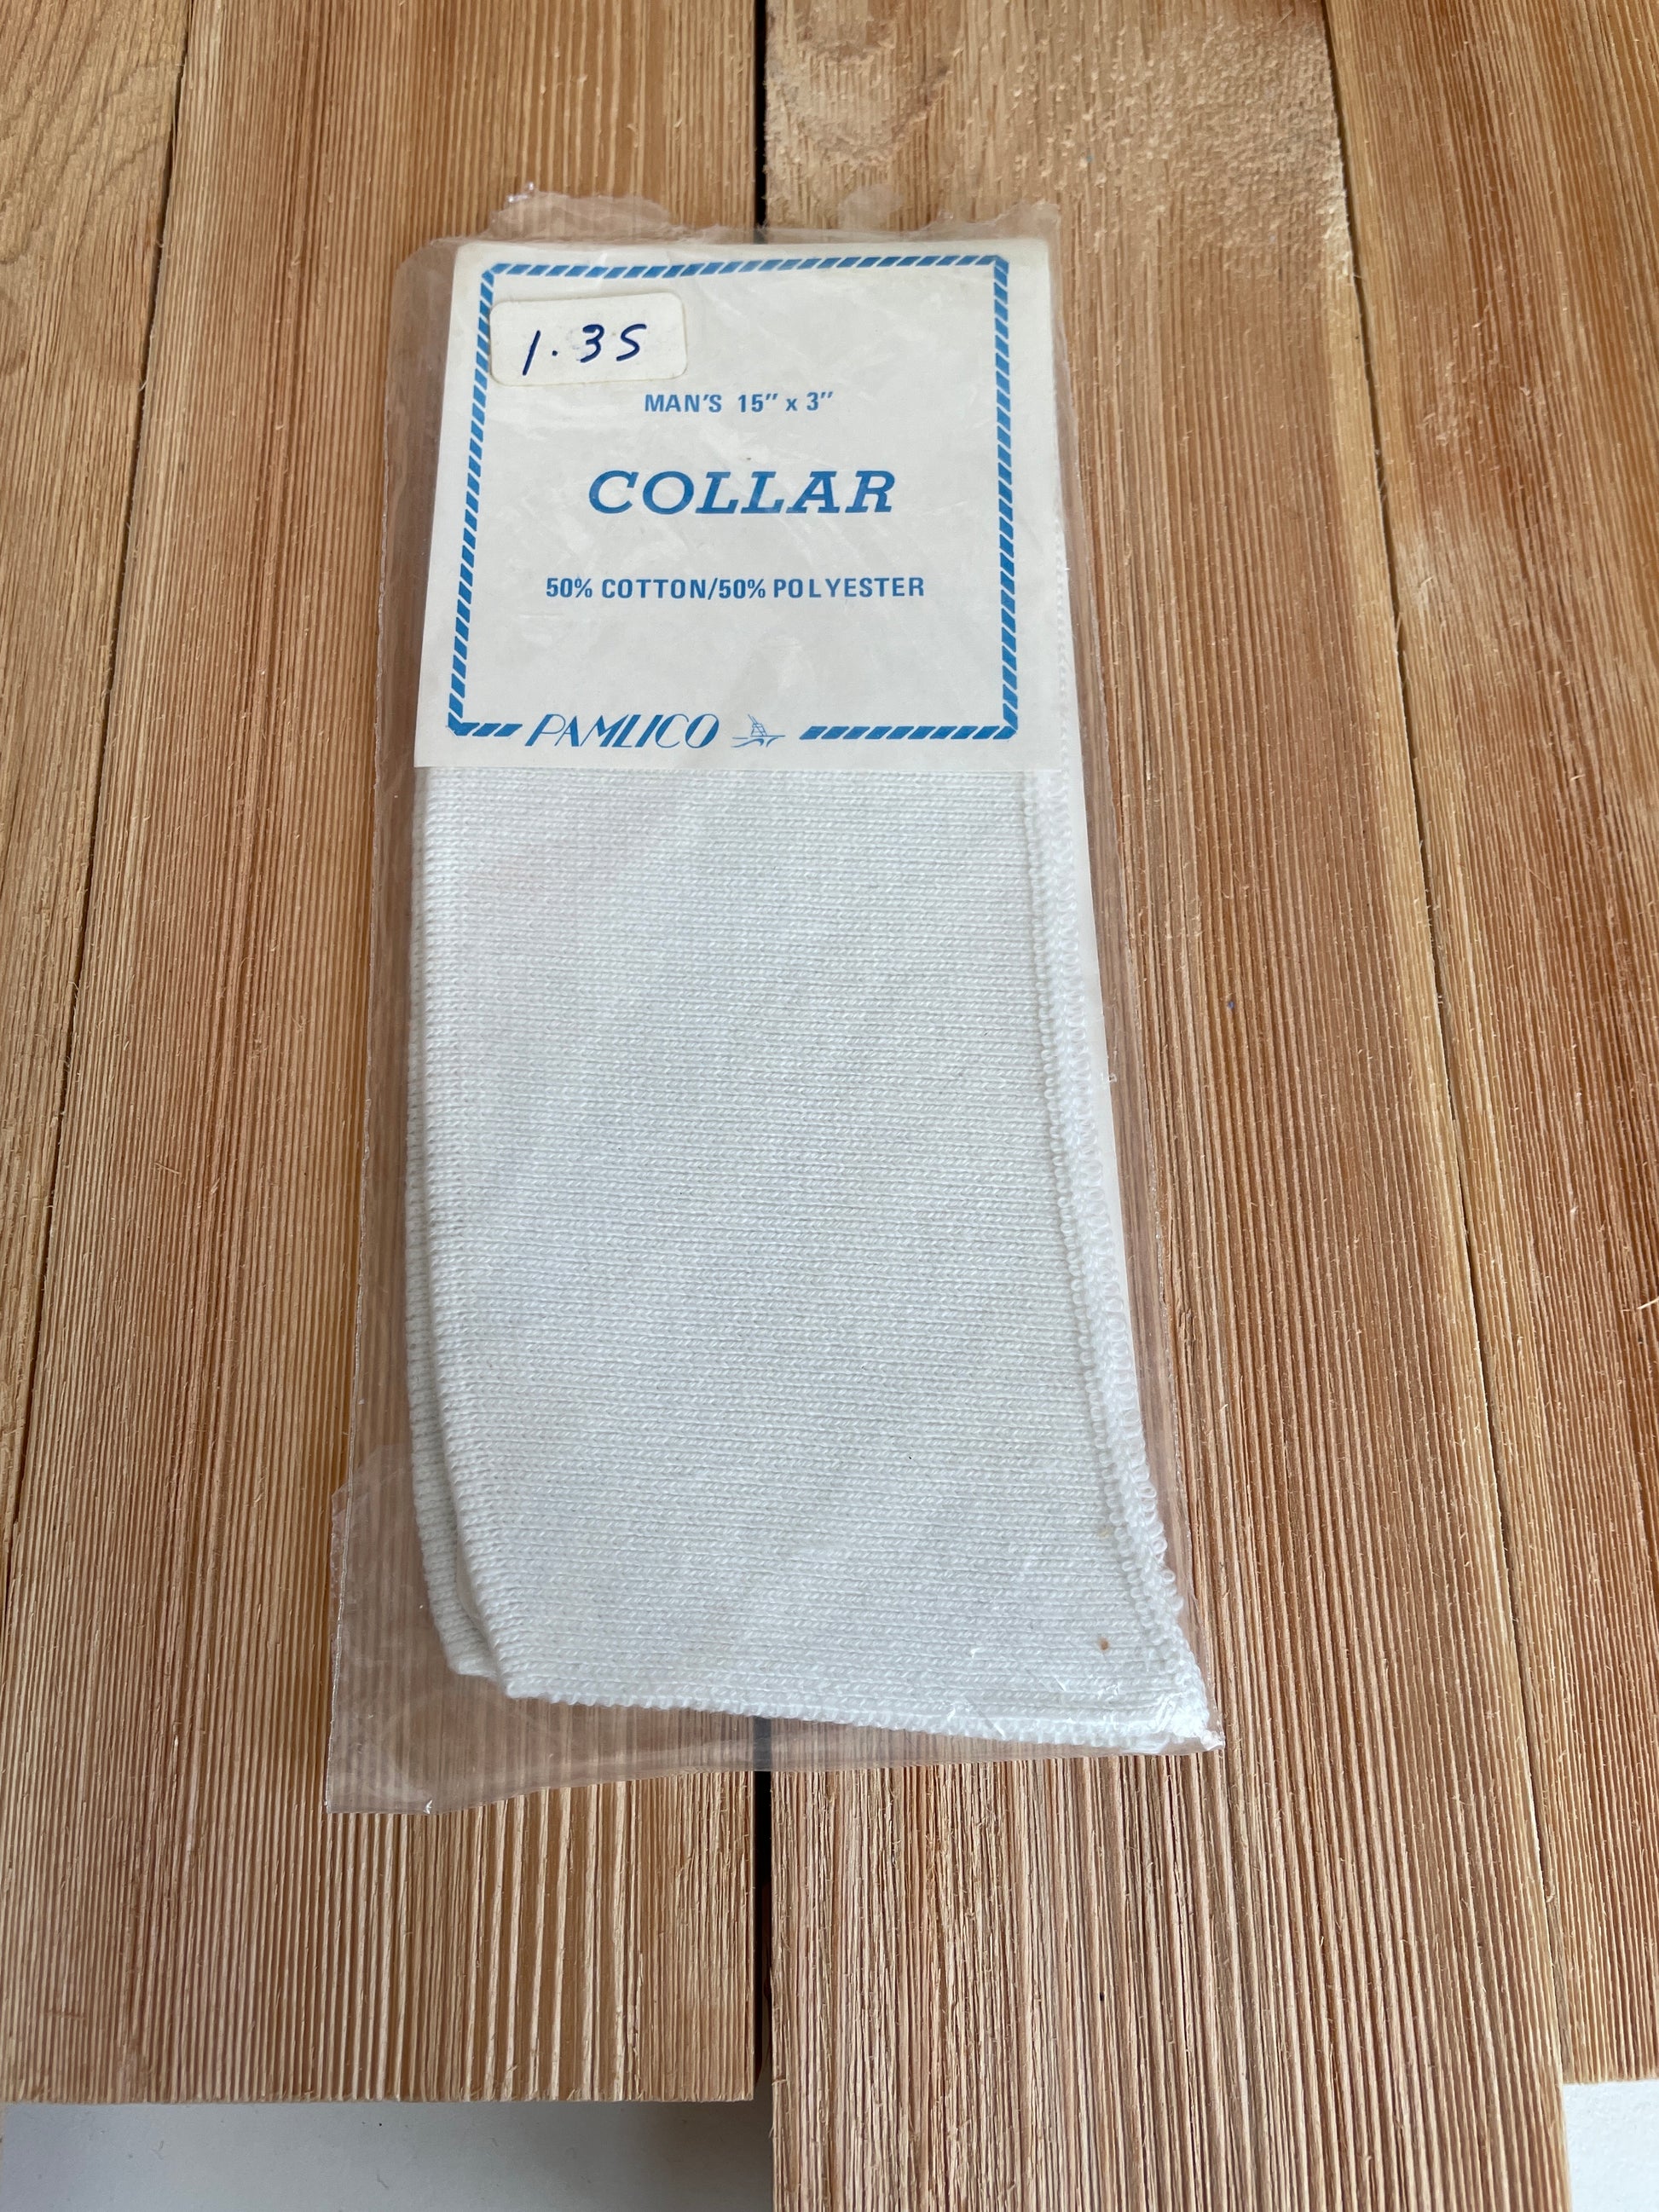 1.35
MAN'S 15" x 3"
COLLAR
50% COTTON/50% POLYESTER
PAMLICO